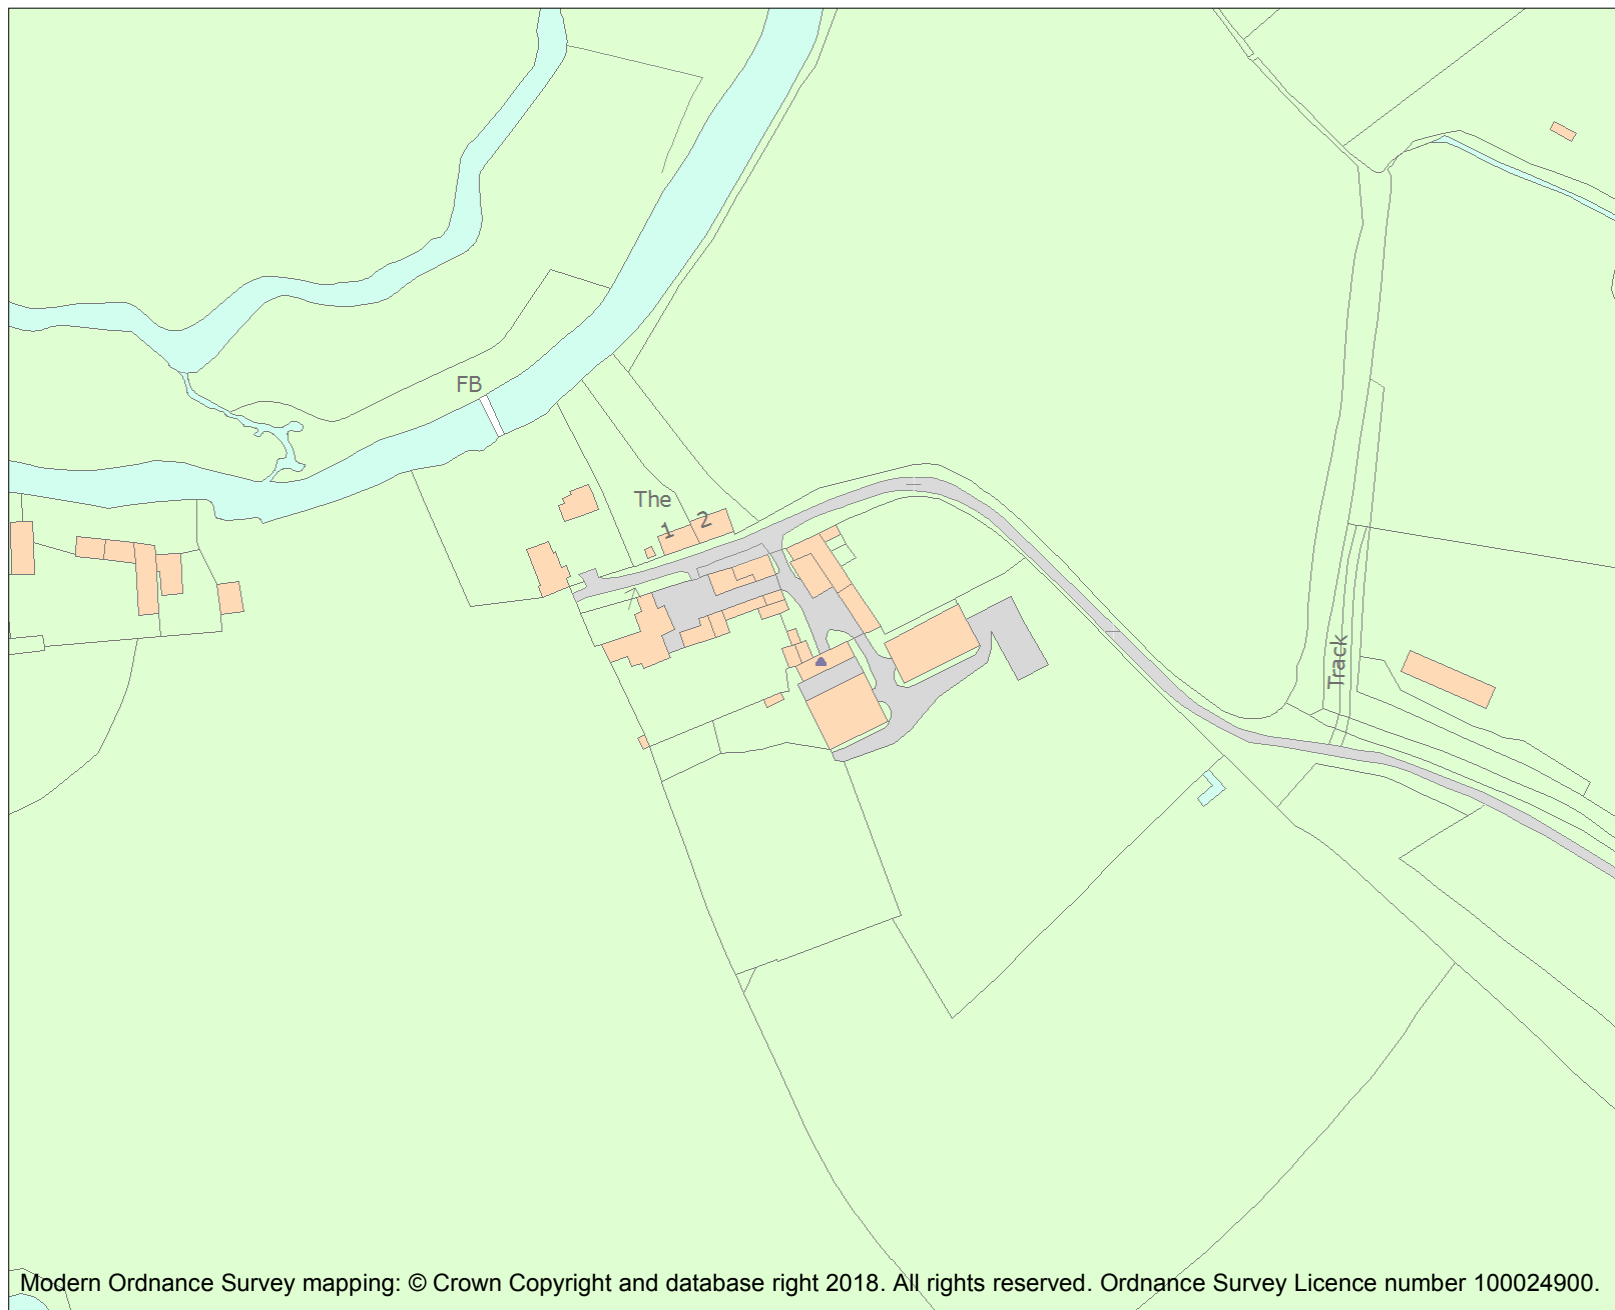 FB
The
1
2
Track
Modern Ordnance Survey mapping: © Crown Copyright and database right 2018. All rights reserved. Ordnance Survey Licence number 100024900.